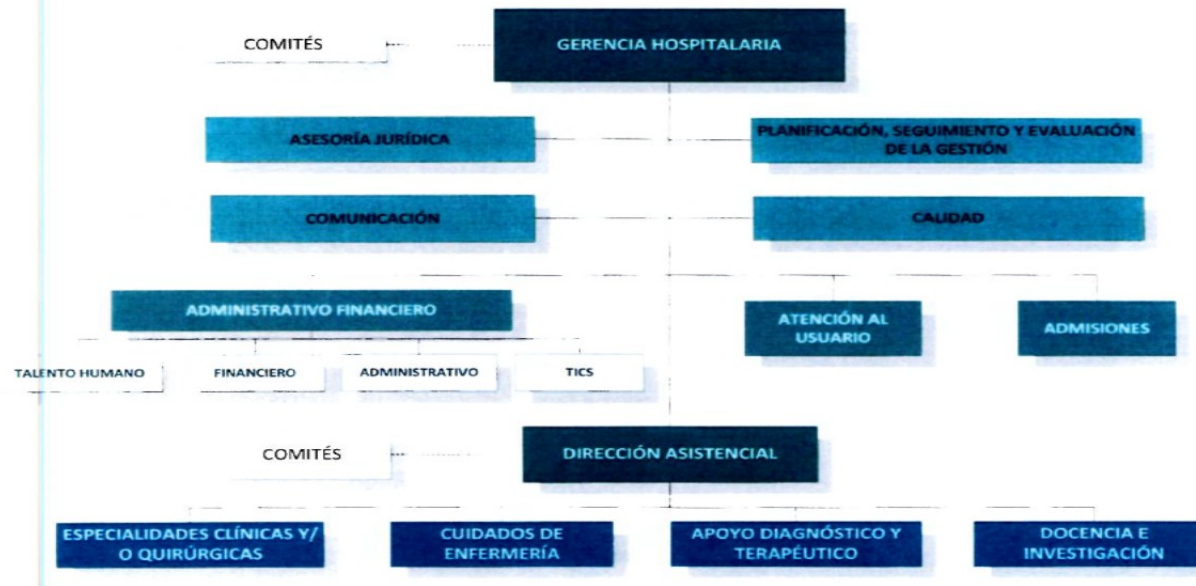 COMITÉS
GERENCIA HOSPITALARIA
ASESORÍA JURÍDICA
PLANIFICACIÓN, SEGUIMIENTO Y EVALUACIÓN
DE LA GESTIÓN
COMUNICACIÓN
CALIDAD
ADMINISTRATIVO FINANCIERO
ATENCIÓN AL
USUARIO
ADMISIONES
TALENTO HUMANO
FINANCIERO
ADMINISTRATIVO
TICS
COMITÉS
DIRECCIÓN ASISTENCIAL
ESPECIALIDADES CLÍNICAS Y/
O QUIRÚRGICAS
CUIDADOS DE
ENFERMERÍA
APOYO DIAGNÓSTICO Y
TERAPÉUTICO
DOCENCIA E
INVESTIGACIÓN